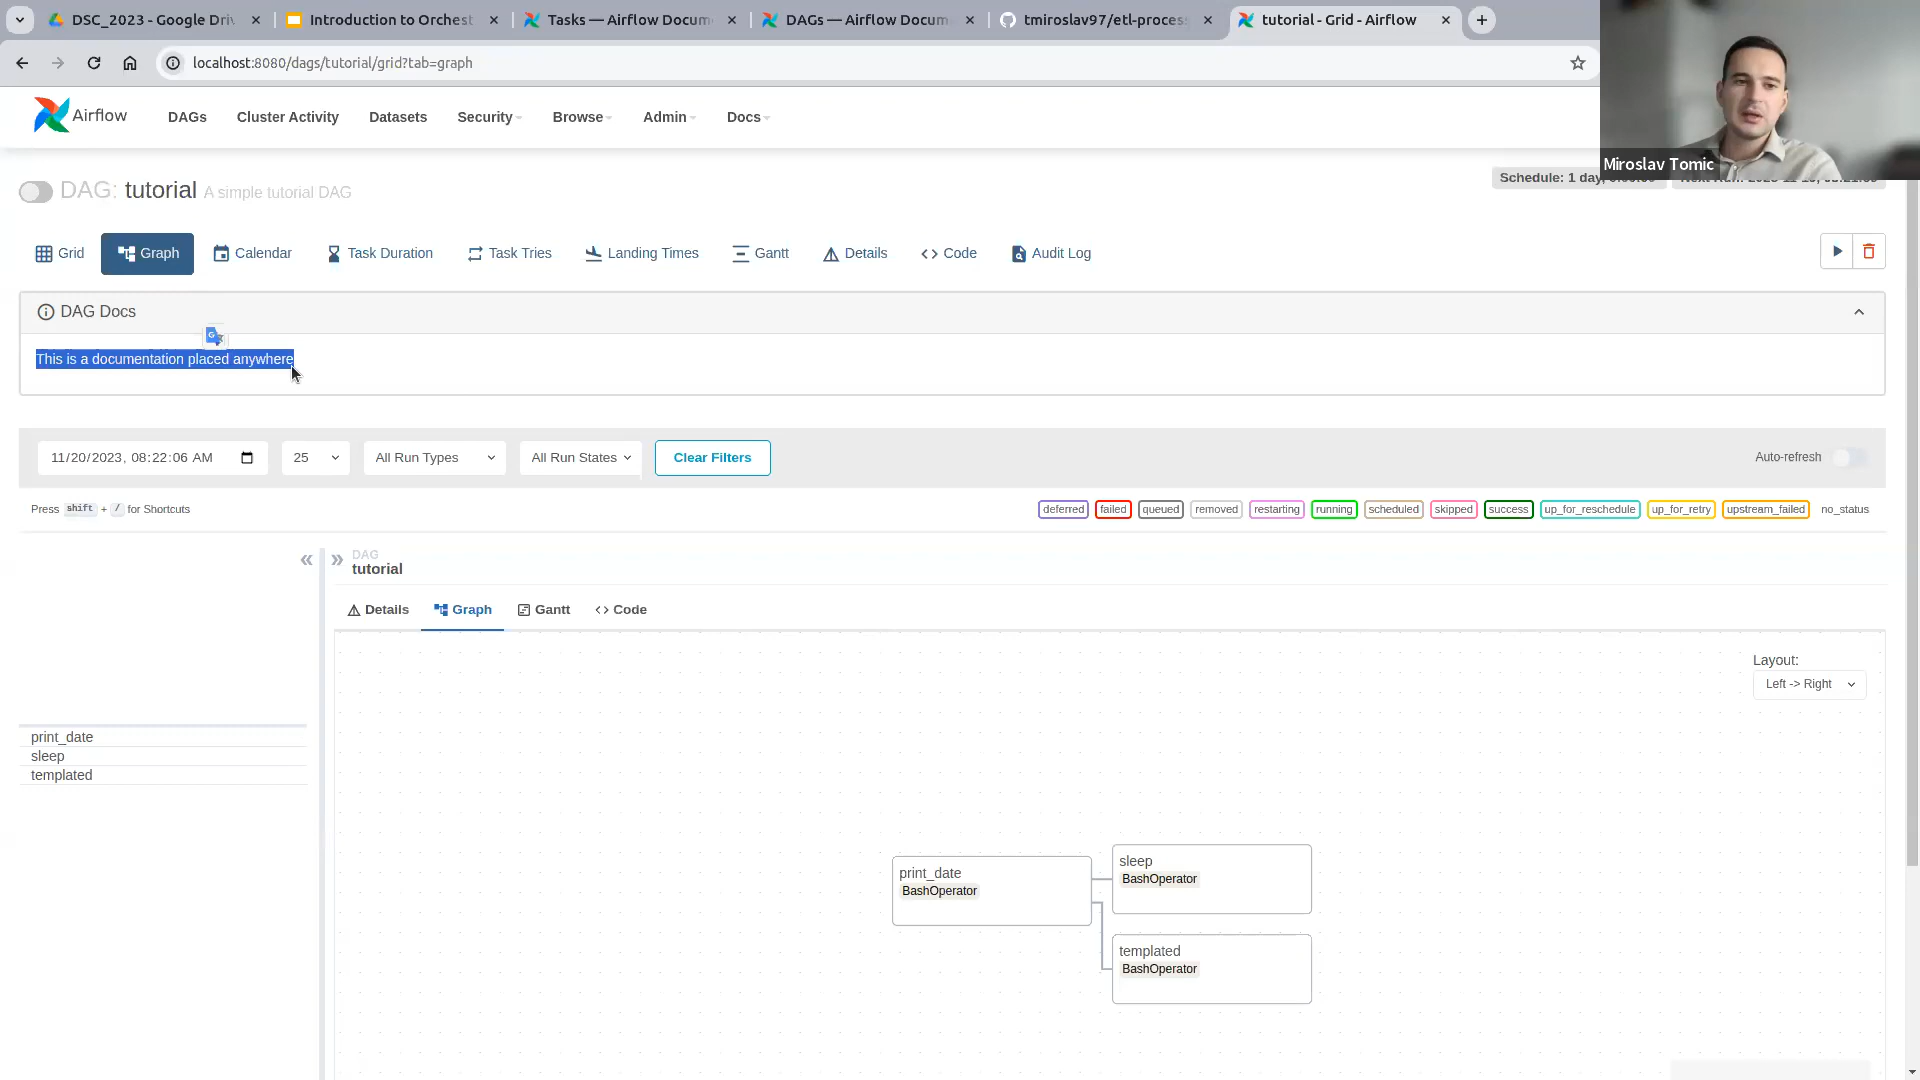 DSC_2023 - Google Driv
Introduction to Orchest
Tasks — Airflow Docum
DAGs — Airflow Docum
tmiroslav97/etl-process
tutorial - Grid - Airflow
localhost:8080/dags/tutorial/grid?tab=graph
Airflow
DAGs
Cluster Activity
Datasets
Security
Browse
Admin
Docs
Miroslav Tomic
DAG: tutorial A simple tutorial DAG
Schedule: 1 day,
Grid
Graph
Calendar
Task Duration
Task Tries
Landing Times
Gantt
Details
Code
Audit Log
DAG Docs
This is a documentation placed anywhere
11/20/2023, 08:22:06 AM
25
All Run Types
All Run States
Clear Filters
Auto-refresh
Press shift + / for Shortcuts
deferred
failed
queued
removed
restarting
running
scheduled
skipped
success
up_for_reschedule
up_for_retry
upstream_failed
no_status
DAG
tutorial
Details
Graph
Gantt
Code
Layout:
Left -> Right
print_date
sleep
templated
print_date
BashOperator
sleep
BashOperator
templated
BashOperator